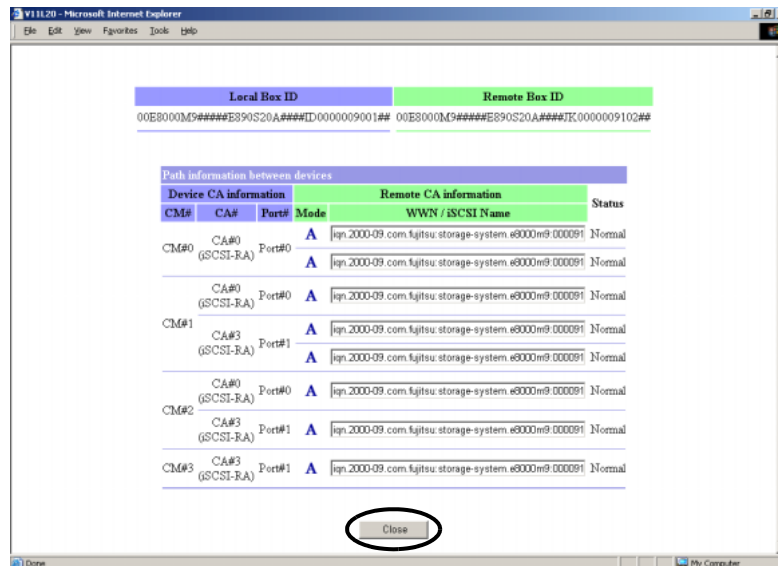 V11L20 - Microsoft Internet Explorer
File Edit View Favorites Tools Help
Local Box ID Remote Box ID
00E8000M9#####E890S20A####ID0000009001## 00E8000M9#####E890S20A####JK0000009102##
Path information between devices
Device CA information Remote CA information Status
CM# CA# Port# Mode WWN / iSCSI Name
CM#0 CA#0 (iSCSI-RA) Port#0 A iqn.2000-09.com.fujitsu:storage-system.e8000m9:000091 Normal
A iqn.2000-09.com.fujitsu:storage-system.e8000m9:000091 Normal
CM#1 CA#0 (iSCSI-RA) Port#0 A iqn.2000-09.com.fujitsu:storage-system.e8000m9:000091 Normal
CA#3 (iSCSI-RA) Port#1 A iqn.2000-09.com.fujitsu:storage-system.e8000m9:000091 Normal
A iqn.2000-09.com.fujitsu:storage-system.e8000m9:000091 Normal
CM#2 CA#0 (iSCSI-RA) Port#0 A iqn.2000-09.com.fujitsu:storage-system.e8000m9:000091 Normal
CA#3 (iSCSI-RA) Port#1 A iqn.2000-09.com.fujitsu:storage-system.e8000m9:000091 Normal
CM#3 CA#3 (iSCSI-RA) Port#1 A iqn.2000-09.com.fujitsu:storage-system.e8000m9:000091 Normal
Close
Done My Computer